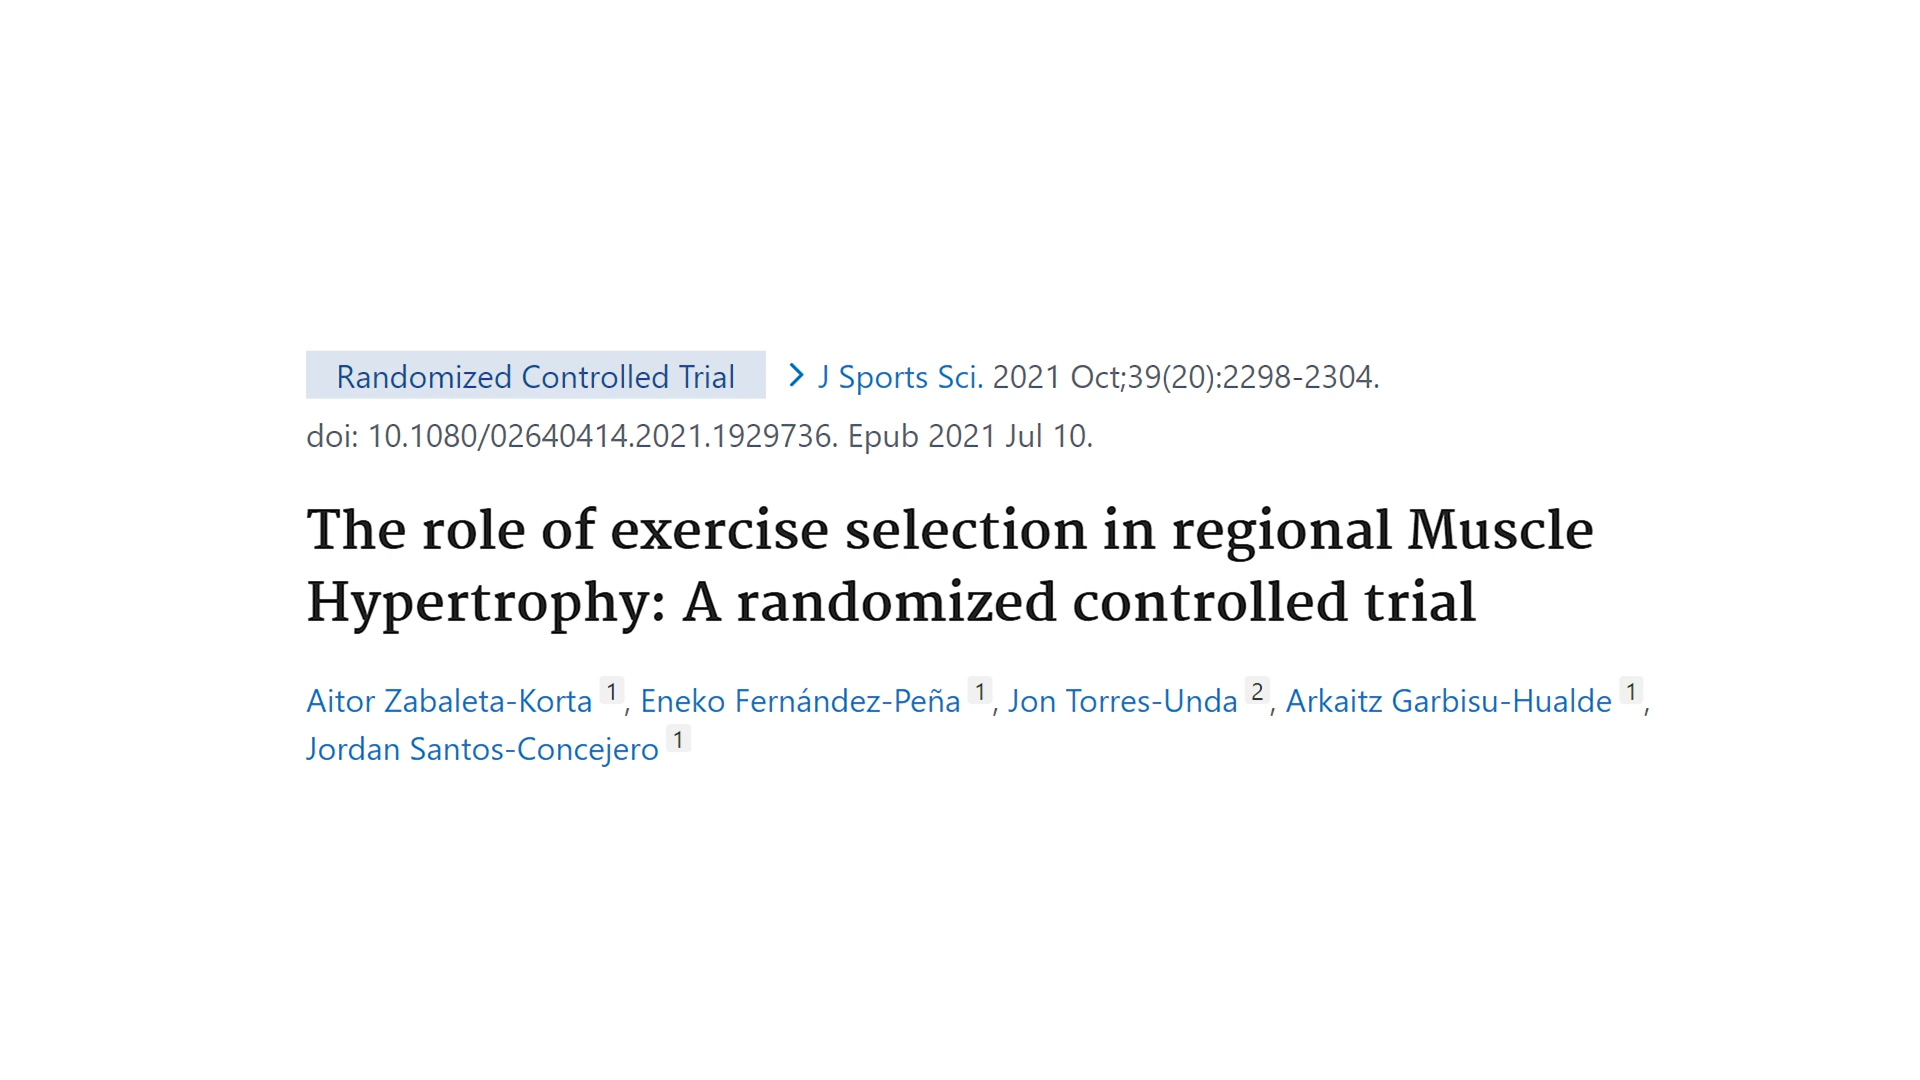 Randomized Controlled Trial > J Sports Sci. 2021 Oct;39(20):2298-2304.
doi: 10.1080/02640414.2021.1929736. Epub 2021 Jul 10.
The role of exercise selection in regional Muscle
Hypertrophy: A randomized controlled trial
Aitor Zabaleta-Korta 1, Eneko Fernández-Peña 1, Jon Torres-Unda 2, Arkaitz Garbisu-Hualde 1,
Jordan Santos-Concejero 1